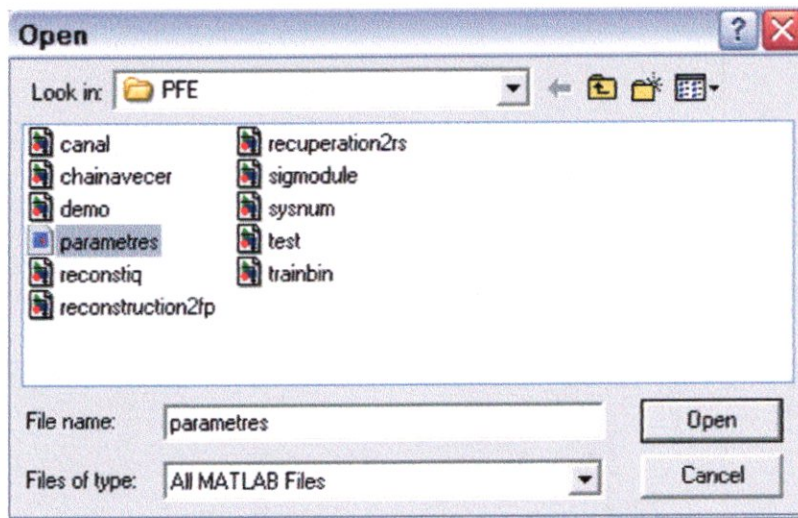 Open
Look in: PFE
canal
chainavecer
demo
parametres
reconstiq
reconstruction2fp
recuperation2rs
sigmodule
sysnum
test
trainbin
File name: parametres
Open
Files of type: All MATLAB Files
Cancel